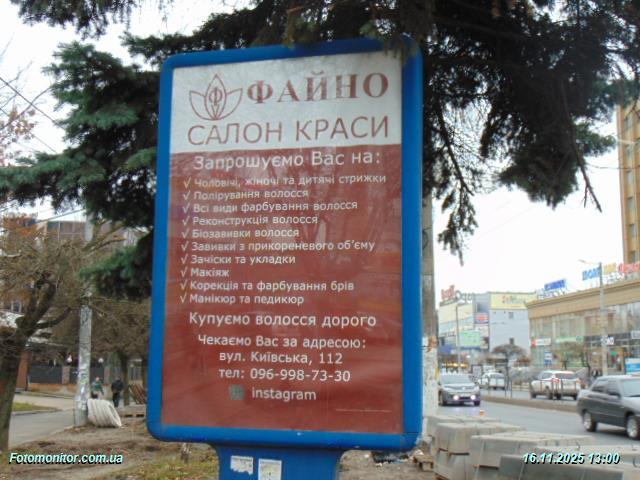 ФАЙНО
САЛОН КРАСИ
Запрошуємо Вас на:
✓ Чоловічі, жіночі та дитячі стрижки
✓ Полірування волосся
✓ Всі види фарбування волосся
✓ Реконструкція волосся
✓ Біозавивки волосся
✓ Завивки з прикореневого об'єму
✓ Зачіски та укладки
✓ Макіяж
✓ Корекція та фарбування брів
✓ Манікюр та педикюр
Купуємо волосся дорого
Чекаємо Вас за адресою:
вул. Київська, 112
тел: 096-998-73-30
instagram
Fotomonitor.com.ua
16.11.2025 13:00